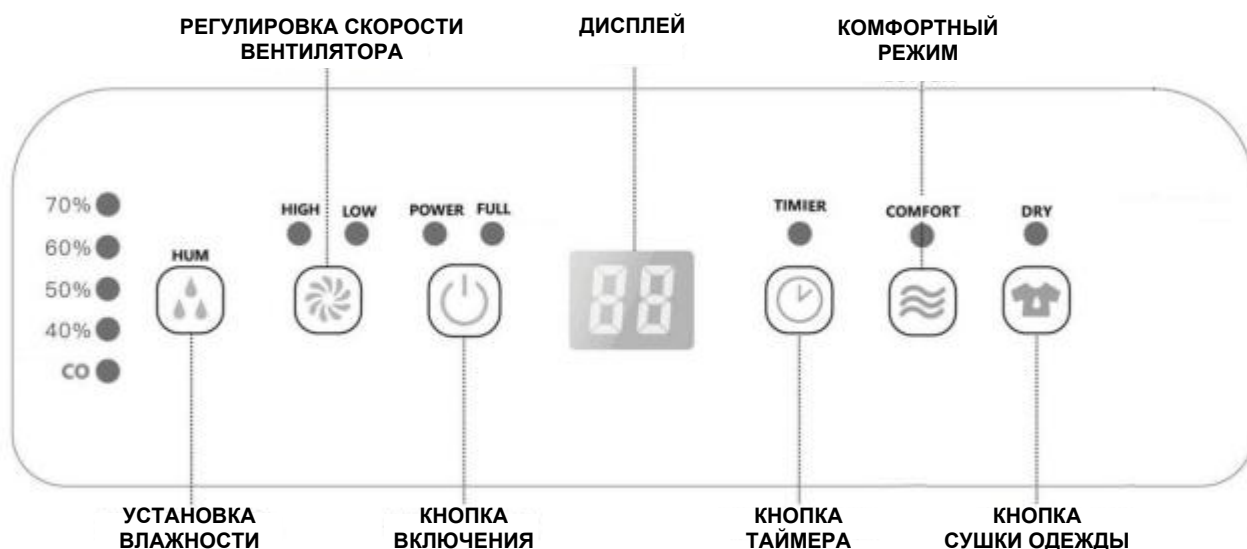 РЕГУЛИРОВКА СКОРОСТИ
ВЕНТИЛЯТОРА
ДИСПЛЕЙ
КОМФОРТНЫЙ
РЕЖИМ
70%
60%
50%
40%
CO
HUM
HIGH LOW
POWER FULL
88
TIMIER
COMFORT
DRY
УСТАНОВКА
ВЛАЖНОСТИ
КНОПКА
ВКЛЮЧЕНИЯ
КНОПКА
ТАЙМЕРА
КНОПКА
СУШКИ ОДЕЖДЫ